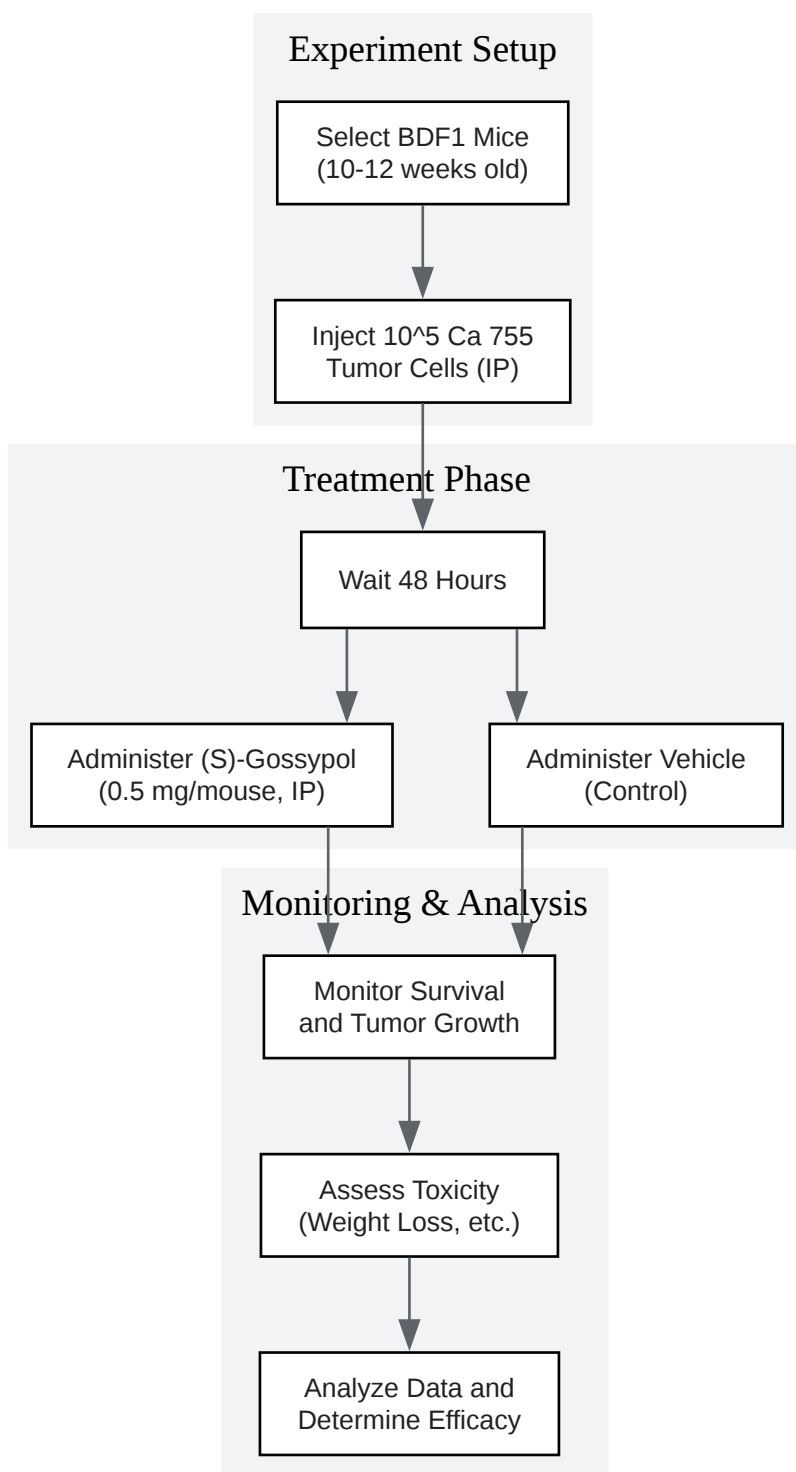 Experiment Setup
Select BDF1 Mice
(10-12 weeks old)
Inject 10^5 Ca 755
Tumor Cells (IP)
Treatment Phase
Wait 48 Hours
Administer (S)-Gossypol
(0.5 mg/mouse, IP)
Administer Vehicle
(Control)
Monitoring & Analysis
Monitor Survival
and Tumor Growth
Assess Toxicity
(Weight Loss, etc.)
Analyze Data and
Determine Efficacy